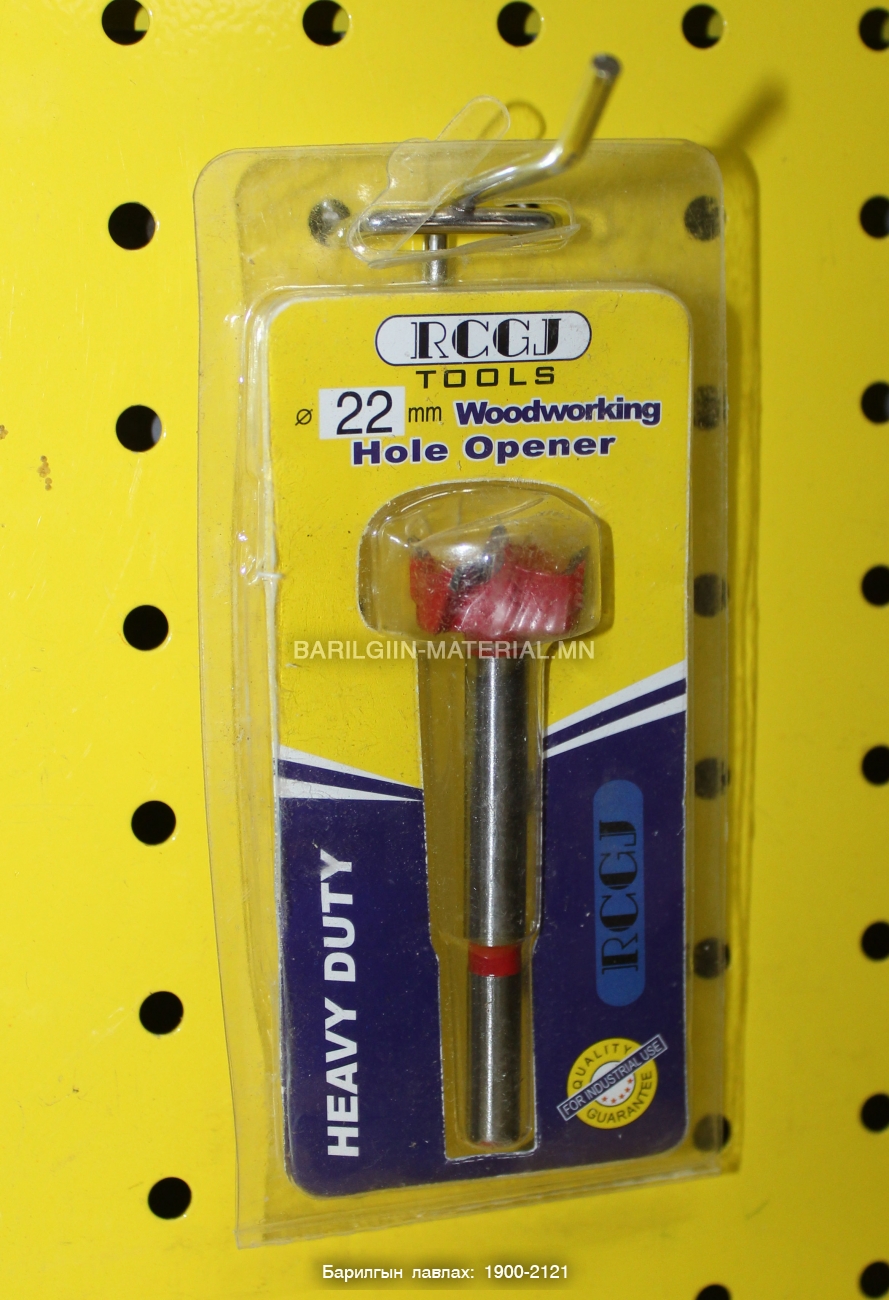 RCGJ
TOOLS
Ø 22 mm Woodworking
Hole Opener
BARILGIIN-MATERIAL.MN
HEAVY DUTY
RCGJ
QUALITY
FOR INDUSTRIAL USE
GUARANTEE
Барилгын лавлах: 1900-2121